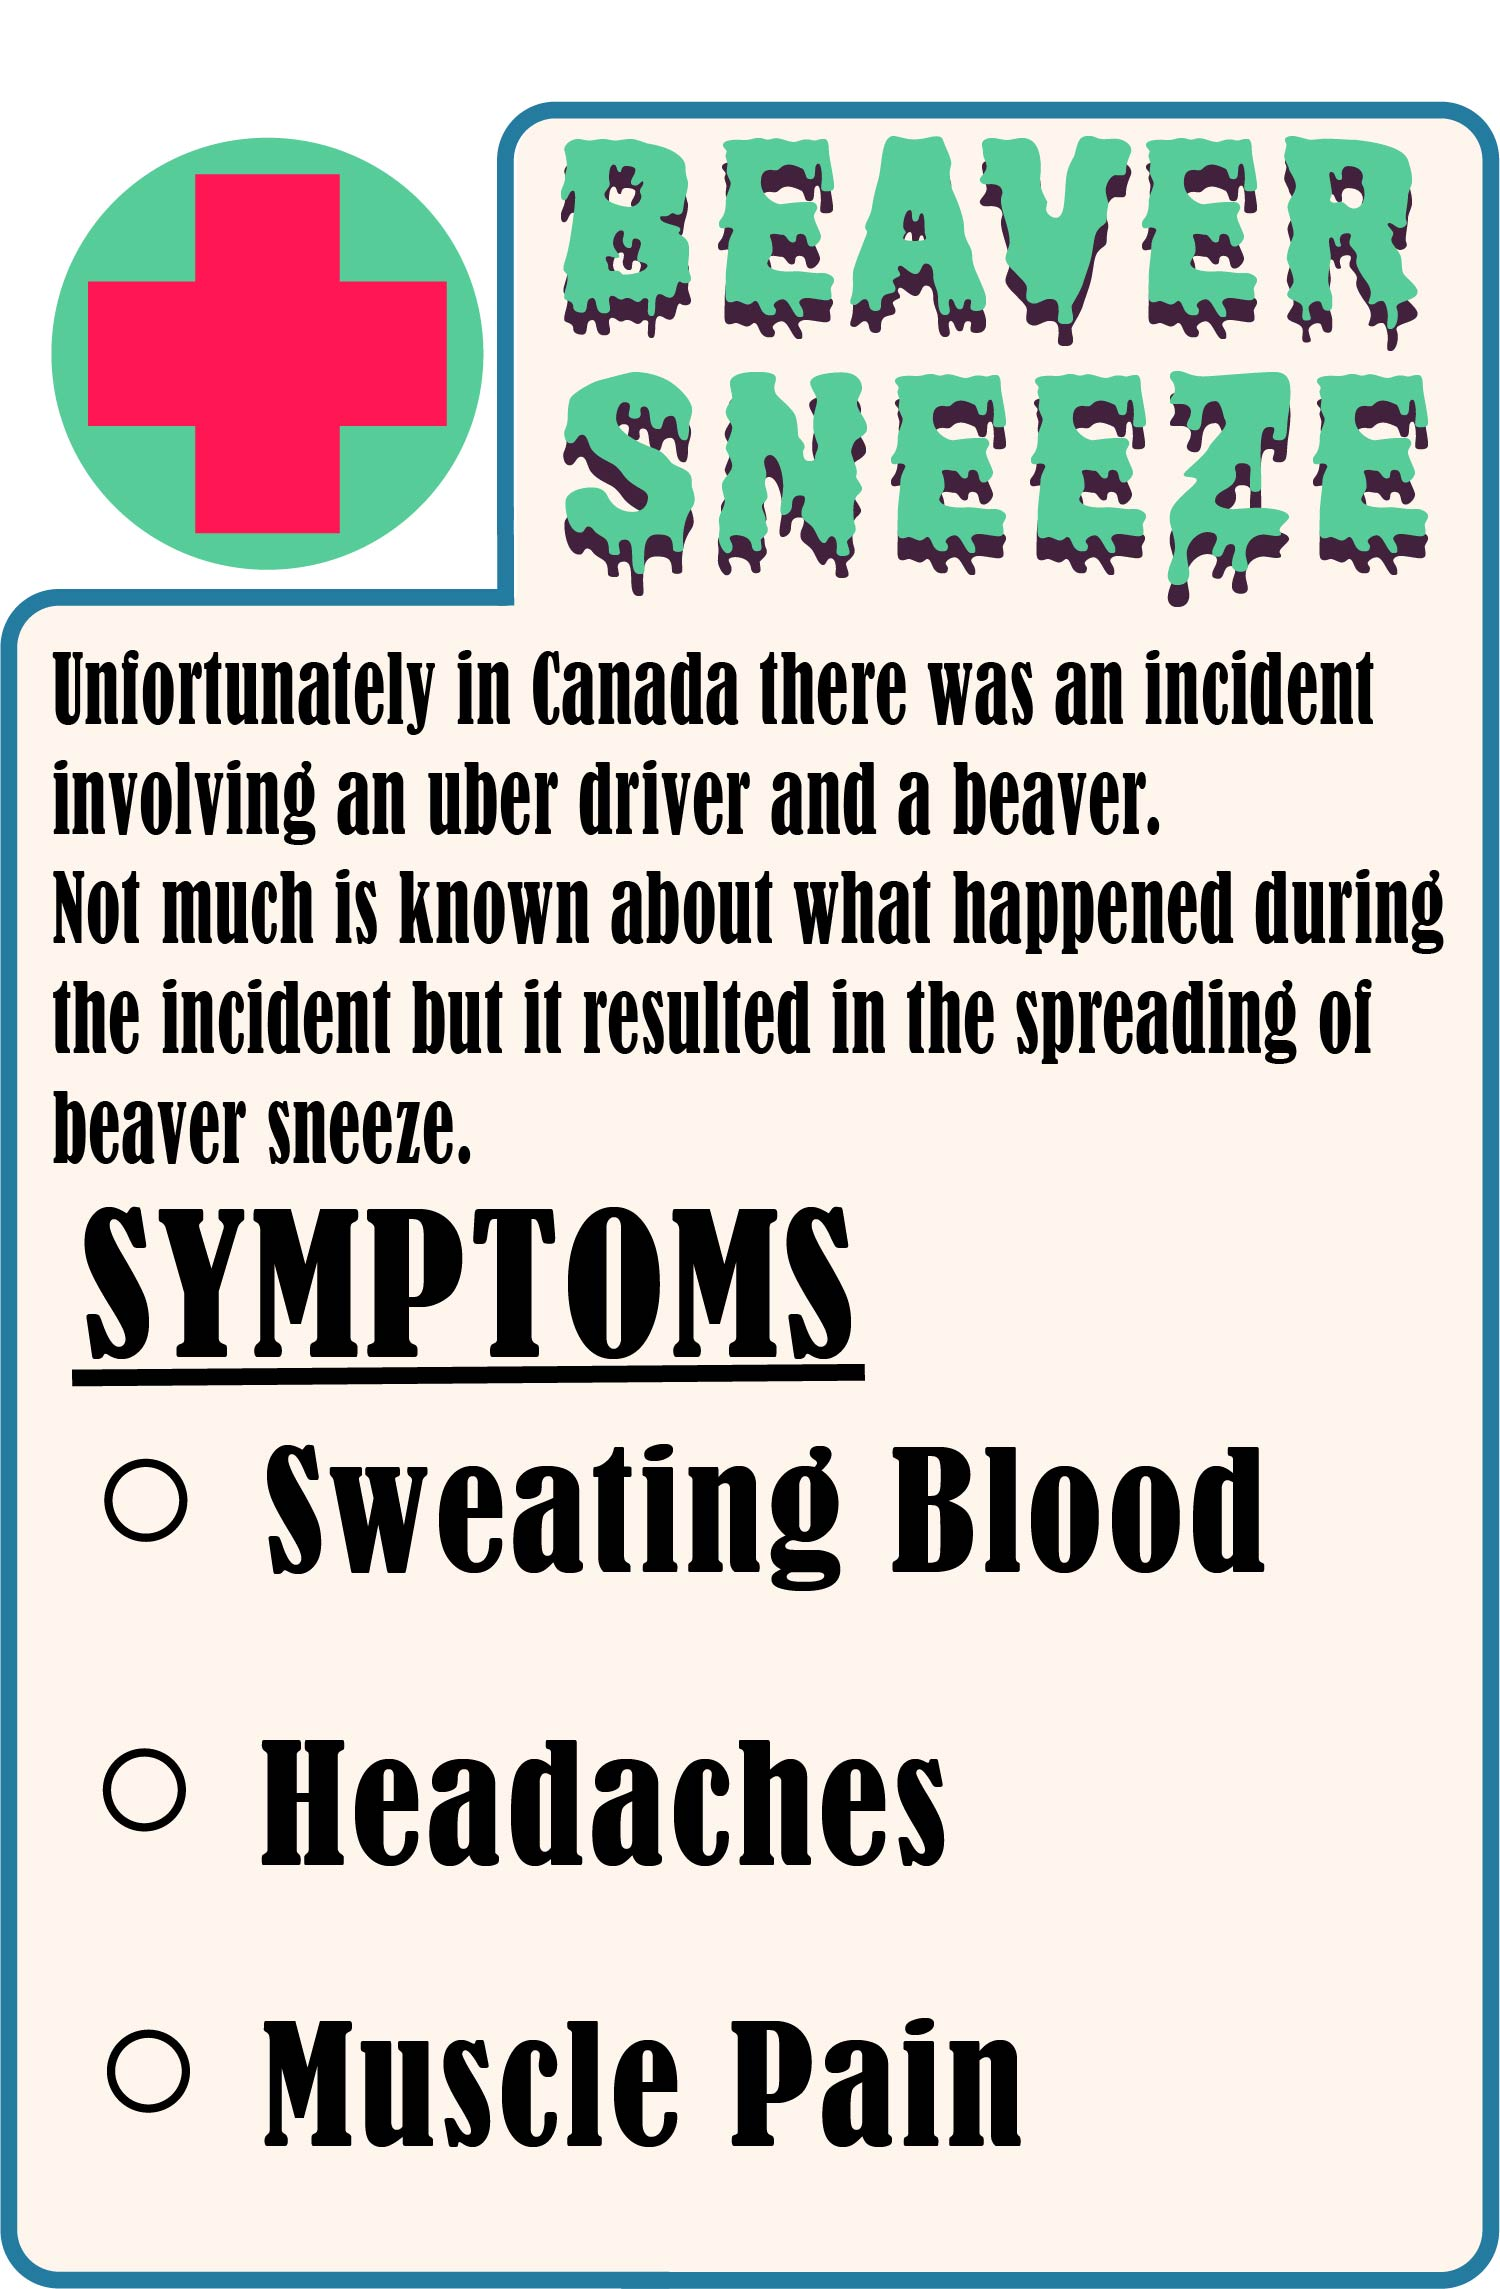 BEAVER
SNEEZE
Unfortunately in Canada there was an incident
involving an uber driver and a beaver.
Not much is known about what happened during
the incident but it resulted in the spreading of
beaver sneeze.
SYMPTOMS
Sweating Blood
Headaches
Muscle Pain